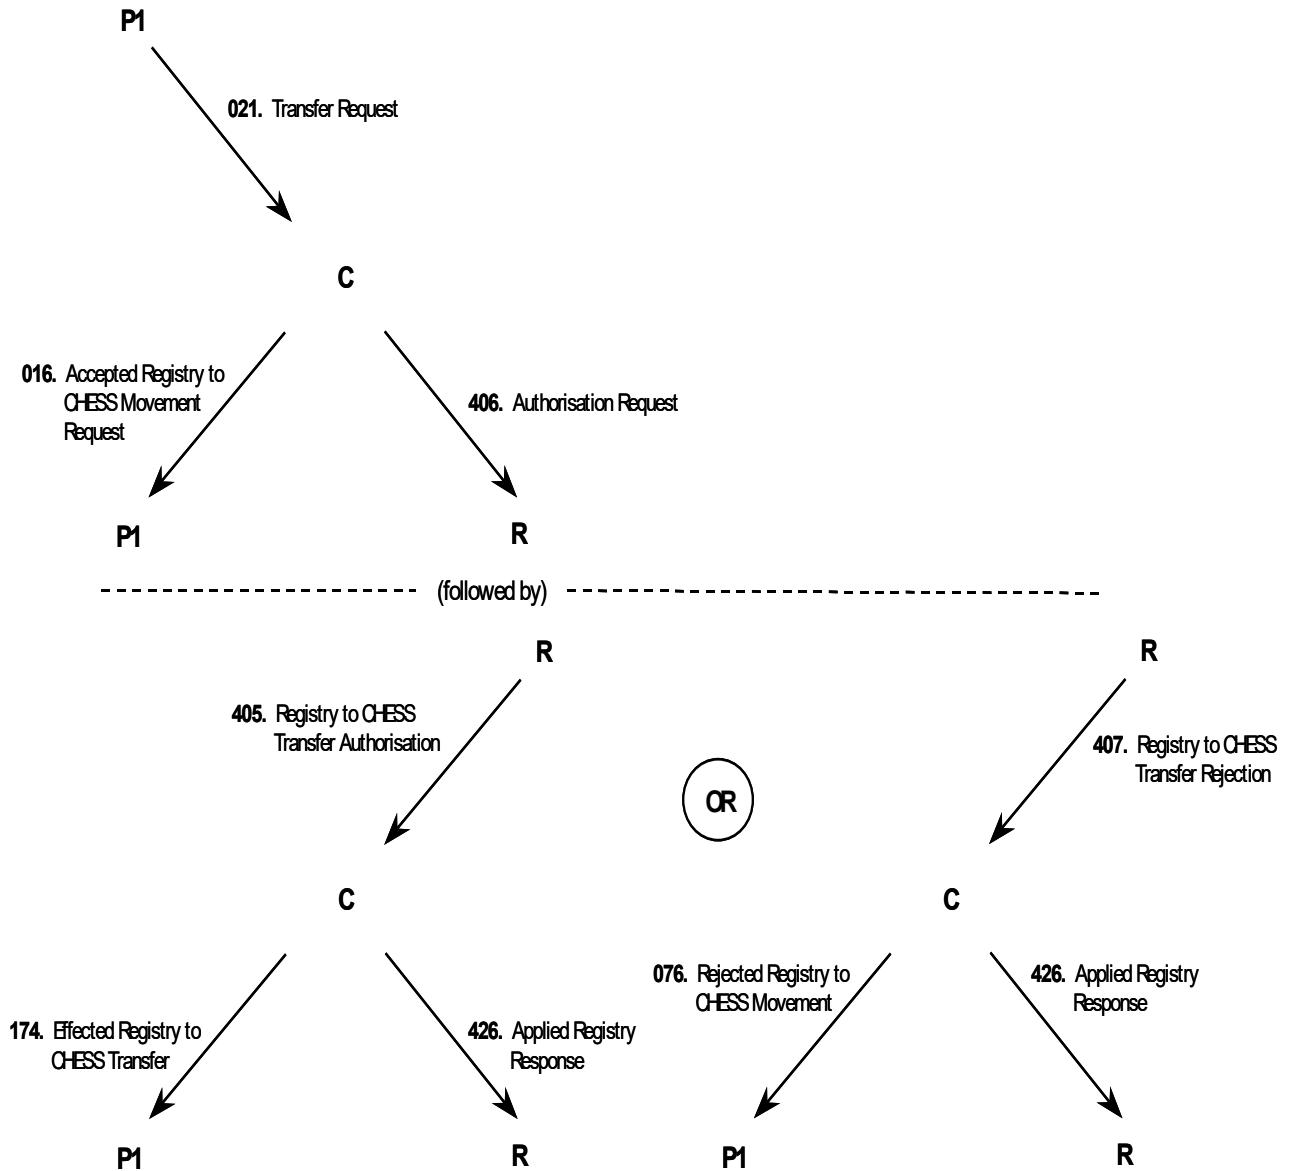 P1
021. Transfer Request
C
016. Accepted Registry to
CHESS Movement
Request
406. Authorisation Request
P1
R
(followed by)
R
R
405. Registry to CHESS
Transfer Authorisation
407. Registry to CHESS
Transfer Rejection
OR
C
C
174. Effected Registry to
CHESS Transfer
426. Applied Registry
Response
076. Rejected Registry to
CHESS Movement
426. Applied Registry
Response
P1
R
P1
R